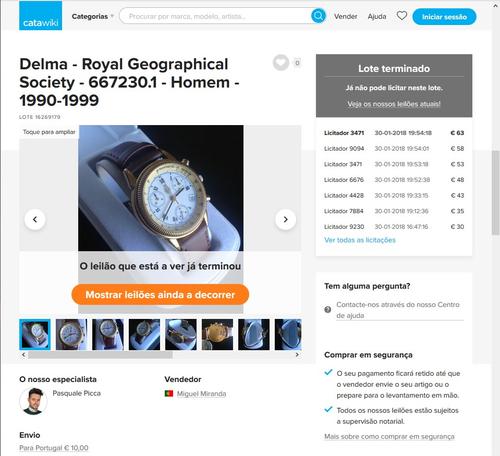 catawiki
Categorias
Procurar por marca, modelo, artista...
Vender
Ajuda
Iniciar sessão
Delma - Royal Geographical
Society - 667230.1 - Homem -
1990-1999
0
LOTE 16269179
Toque para ampliar
O leilão que está a ver já terminou
Mostrar leilões ainda a decorrer
O nosso especialista
Pasquale Picca
Vendedor
Miguel Miranda
Envio
Para Portugal € 10,00
Lote terminado
Já não pode licitar neste lote.
Veja os nossos leilões atuais!
Licitador 3471 30-01-2018 19:54:18 € 63
Licitador 9094 30-01-2018 19:54:01 € 58
Licitador 3471 30-01-2018 19:53:18 € 53
Licitador 6676 30-01-2018 19:52:38 € 48
Licitador 4428 30-01-2018 19:33:15 € 43
Licitador 7884 30-01-2018 19:12:36 € 35
Licitador 9230 30-01-2018 16:47:16 € 30
Ver todas as licitações
Tem alguma pergunta?
Contacte-nos através do nosso Centro
de ajuda
Comprar em segurança
O seu pagamento ficará retido até que
o vendedor envie o seu artigo ou o
prepare para o levantamento em mão.
Todos os nossos leilões estão sujeitos
a supervisão notarial.
Mais sobre como comprar em segurança